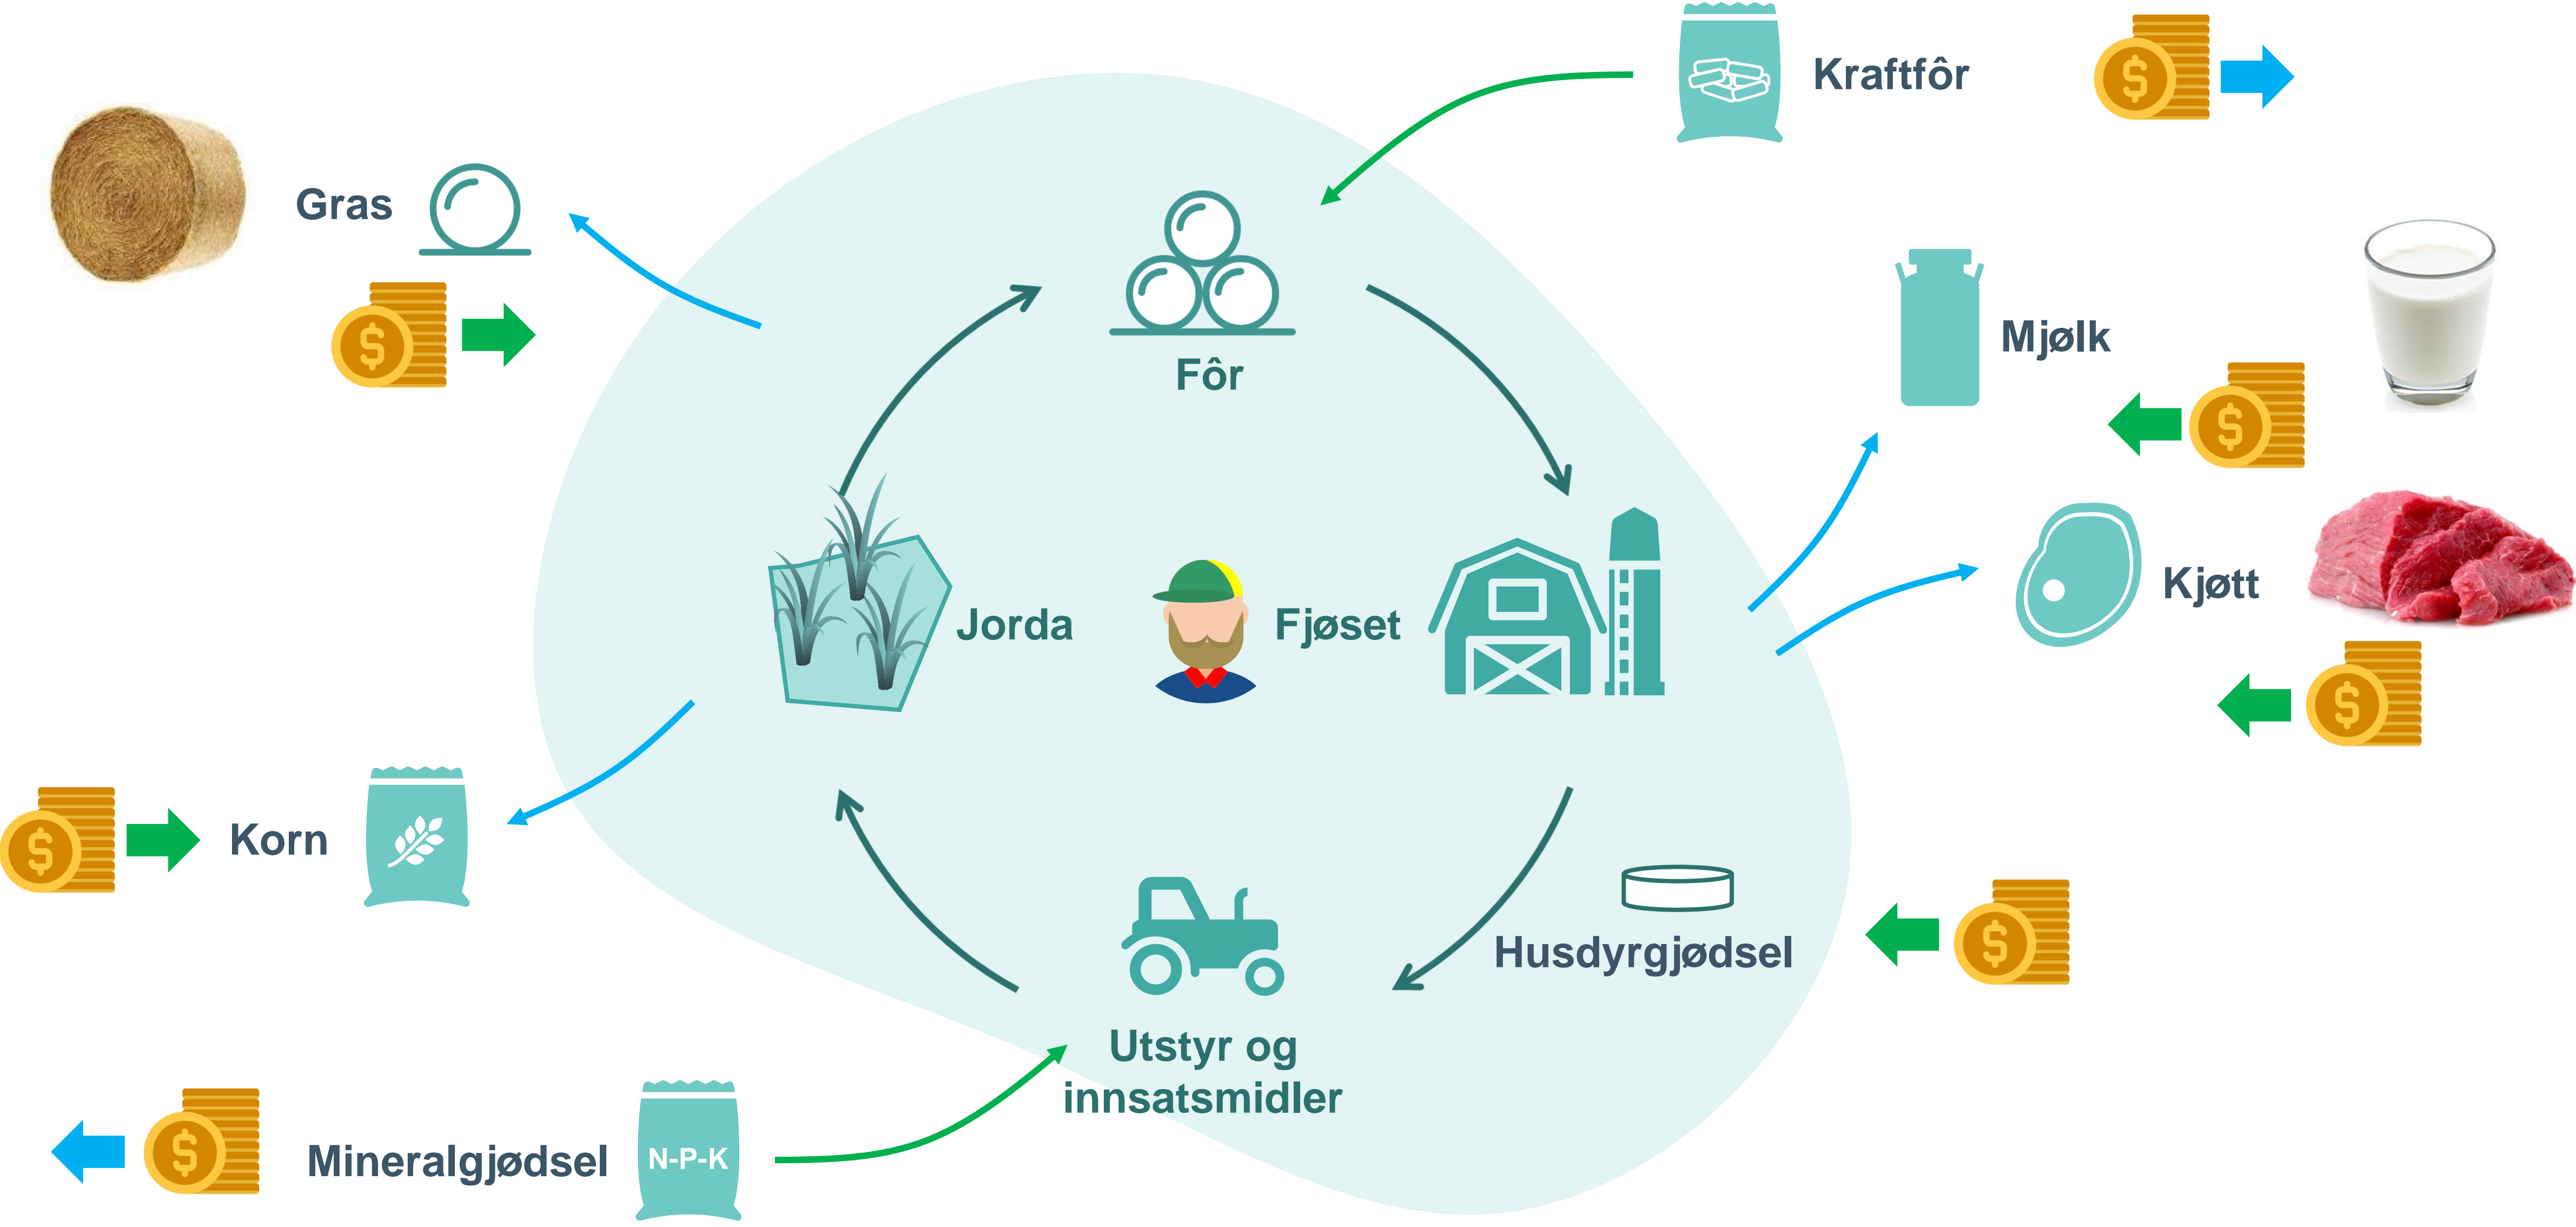 Kraftfôr
$
Gras
$
Fôr
Mjølk
$
Jorda
Fjøset
Kjøtt
$
Korn
$
Husdyrgjødsel
$
Utstyr og
innsatsmidler
$
Mineralgjødsel
N-P-K